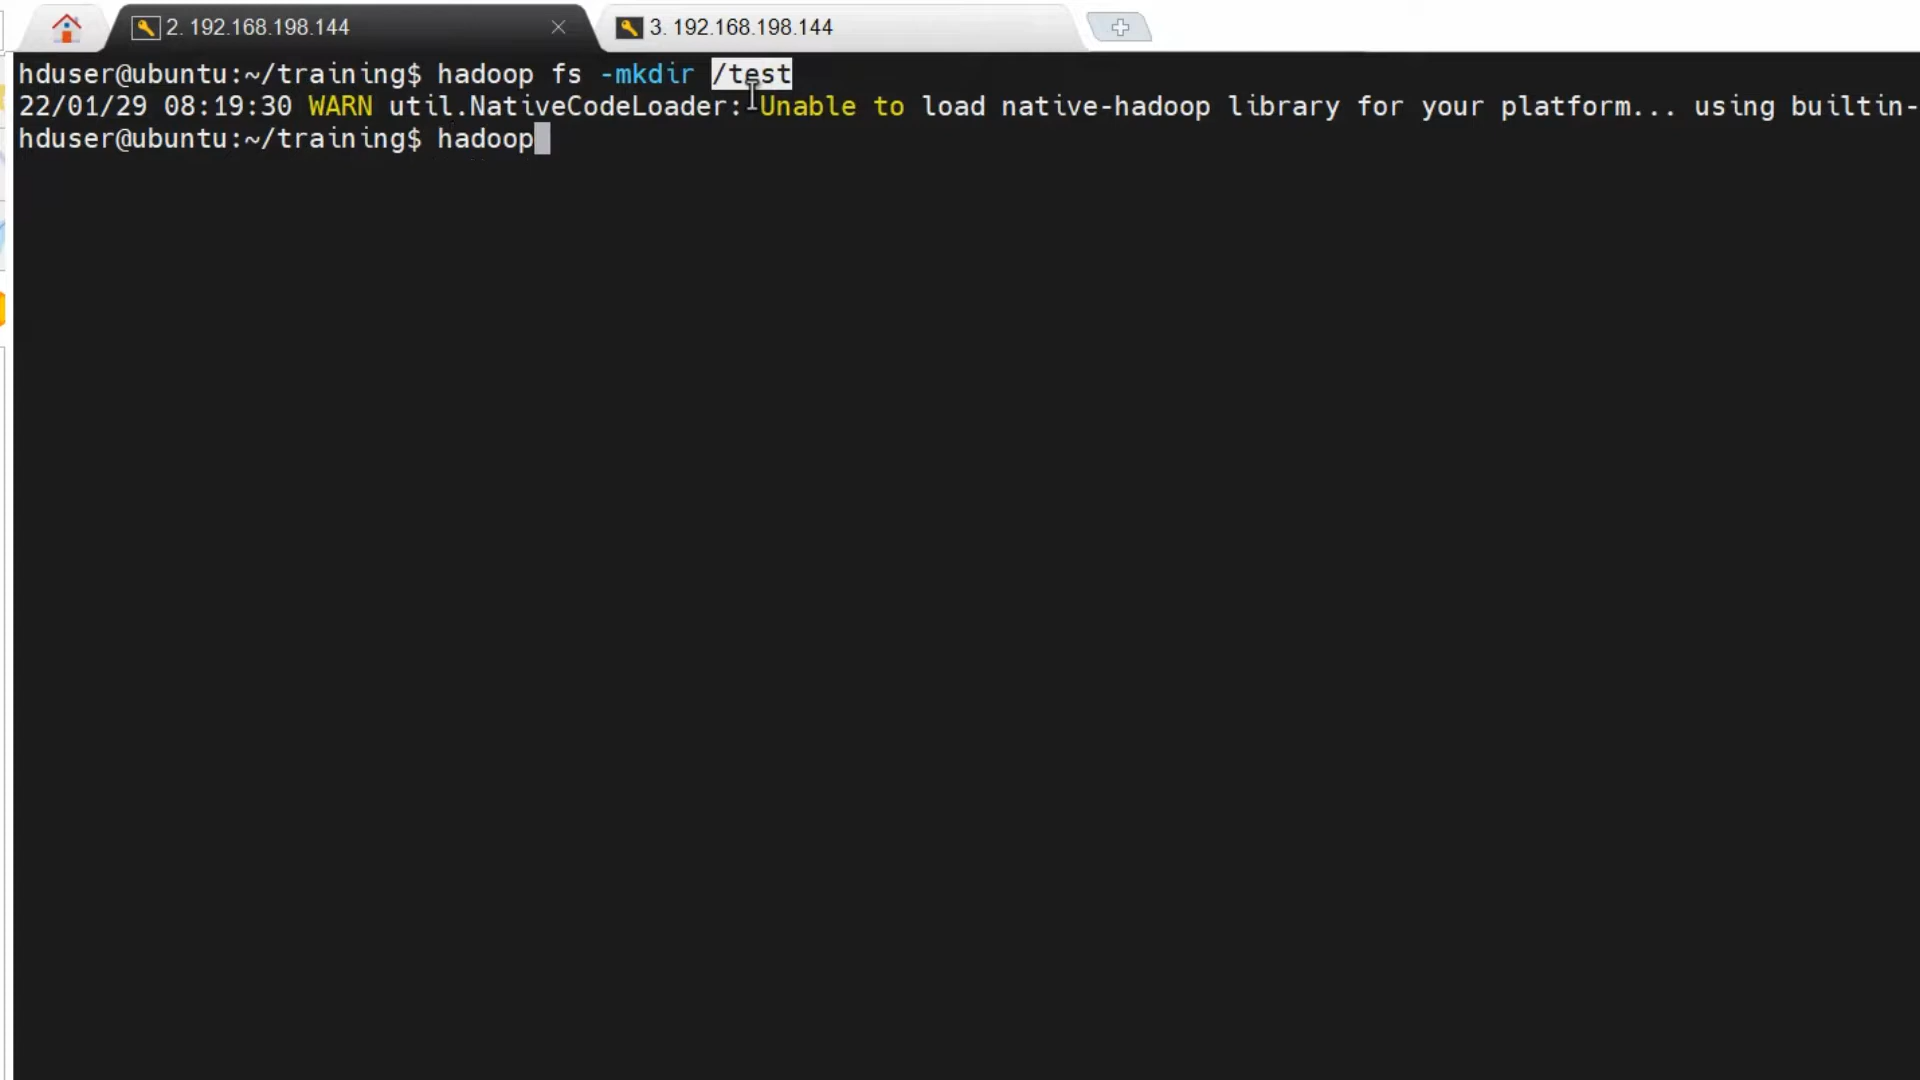 2. 192.168.198.144
3. 192.168.198.144
hduser@ubuntu:~/training$ hadoop fs -mkdir /test
22/01/29 08:19:30 WARN util.NativeCodeLoader: Unable to load native-hadoop library for your platform... using builtin-
hduser@ubuntu:~/training$ hadoop